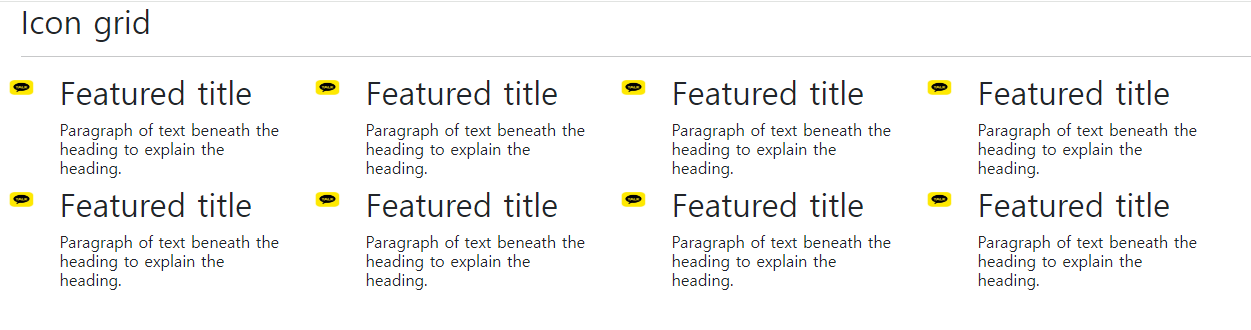 Icon grid
Featured title Featured title Featured title Featured title
Paragraph of text beneath the Paragraph of text beneath the Paragraph of text beneath the Paragraph of text beneath the
heading to explain the heading to explain the heading to explain the heading to explain the
heading. heading. heading. heading.
Featured title Featured title Featured title Featured title
Paragraph of text beneath the Paragraph of text beneath the Paragraph of text beneath the Paragraph of text beneath the
heading to explain the heading to explain the heading to explain the heading to explain the
heading. heading. heading. heading.